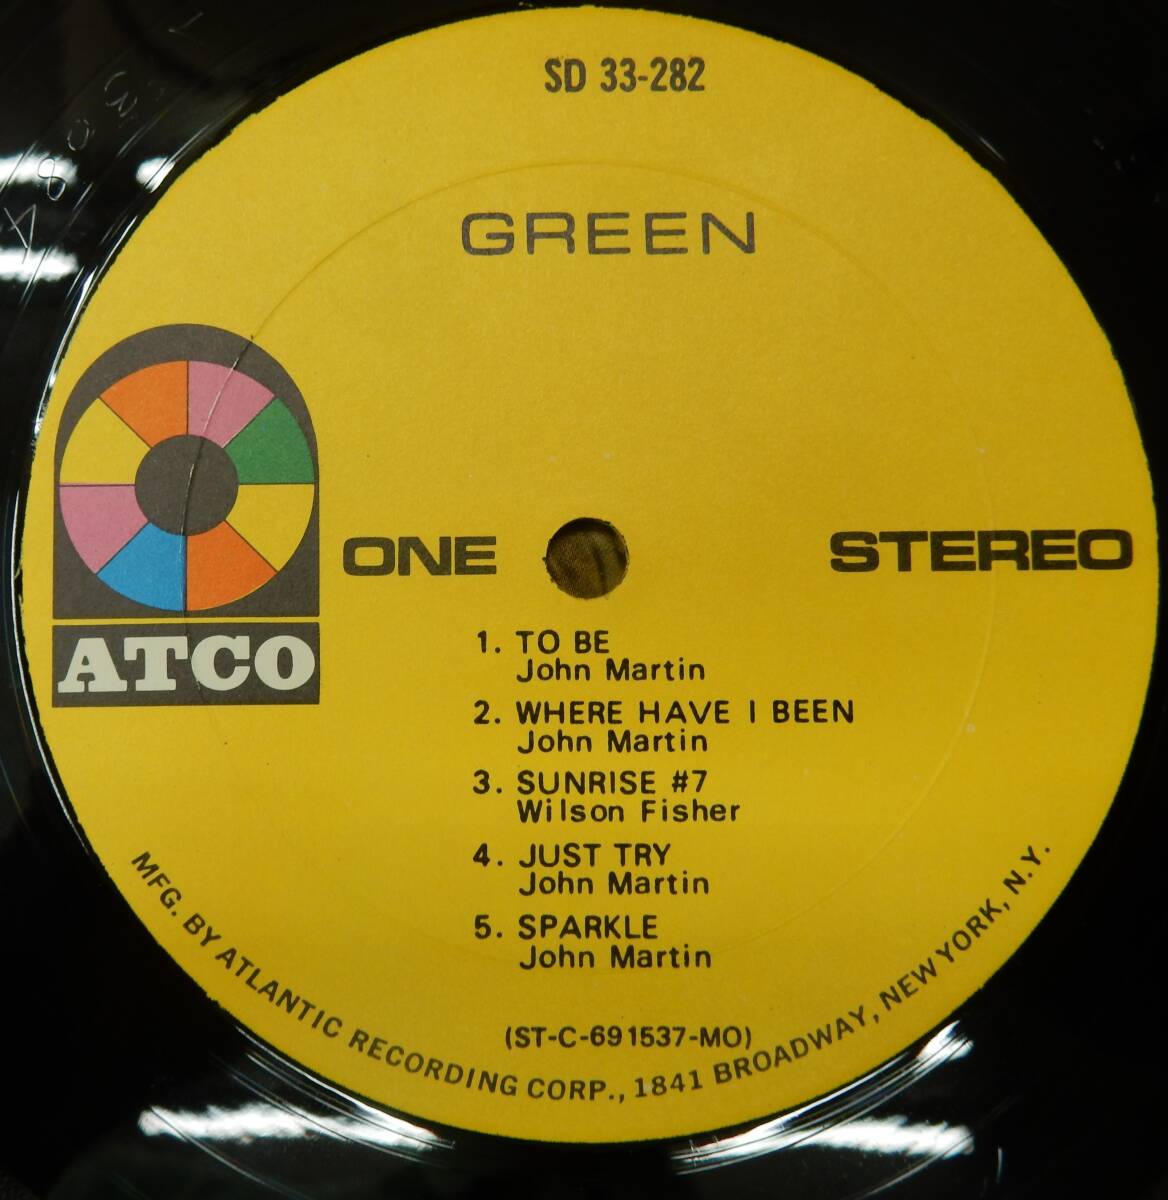 SD 33-282
GREEN
ATCO
ONE
STEREO
1. TO BE
John Martin
2. WHERE HAVE I BEEN
John Martin
3. SUNRISE #7
Wilson Fisher
4. JUST TRY
John Martin
5. SPARKLE
John Martin
(ST-C-691537-MO)
MFG. BY ATLANTIC RECORDING CORP., 1841 BROADWAY, NEW YORK, N.Y.